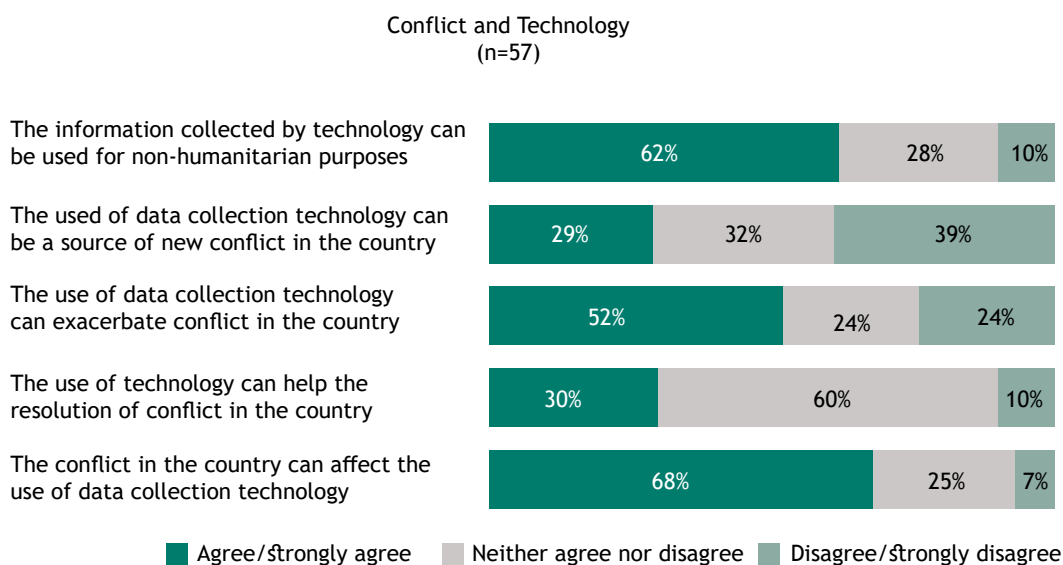 Conflict and Technology
(n=57)
The information collected by technology can
be used for non-humanitarian purposes
62%
28%
10%
The used of data collection technology can
be a source of new conflict in the country
29%
32%
39%
The use of data collection technology
can exacerbate conflict in the country
52%
24%
24%
The use of technology can help the
resolution of conflict in the country
30%
60%
10%
The conflict in the country can affect the
use of data collection technology
68%
25%
7%
Agree/strongly agree
Neither agree nor disagree
Disagree/strongly disagree